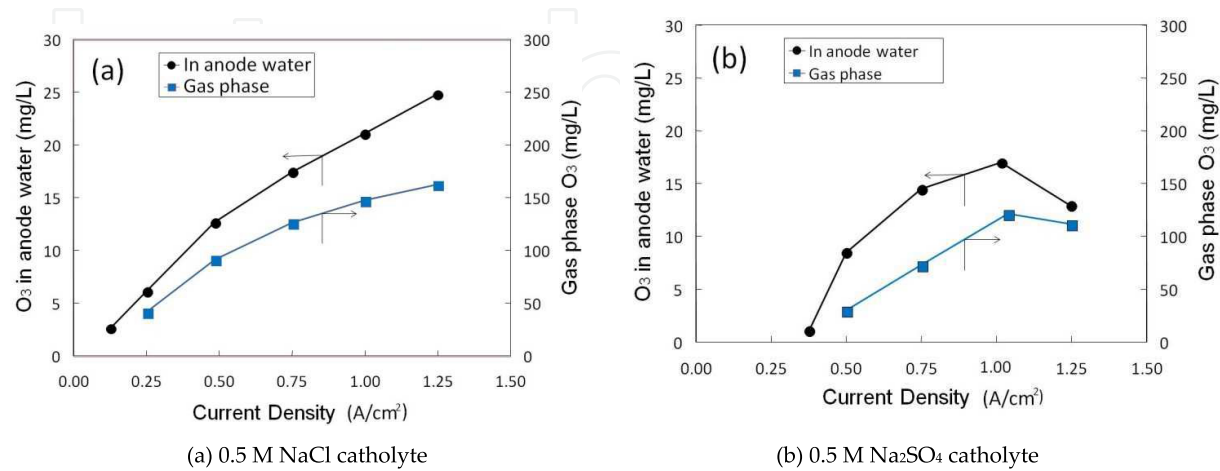 (a)
In anode water
Gas phase
O3 in anode water (mg/L)
30
25
20
15
10
5
0
Gas phase O3 (mg/L)
300
250
200
150
100
50
0
0.00 0.25 0.50 0.75 1.00 1.25 1.50
Current Density (A/cm²)
(a) 0.5 M NaCl catholyte
(b)
In anode water
Gas phase
O3 in anode water (mg/L)
30
25
20
15
10
5
0
Gas phase O3 (mg/L)
300
250
200
150
100
50
0
0.00 0.25 0.50 0.75 1.00 1.25 1.50
Current Density (A/cm²)
(b) 0.5 M Na₂SO₄ catholyte